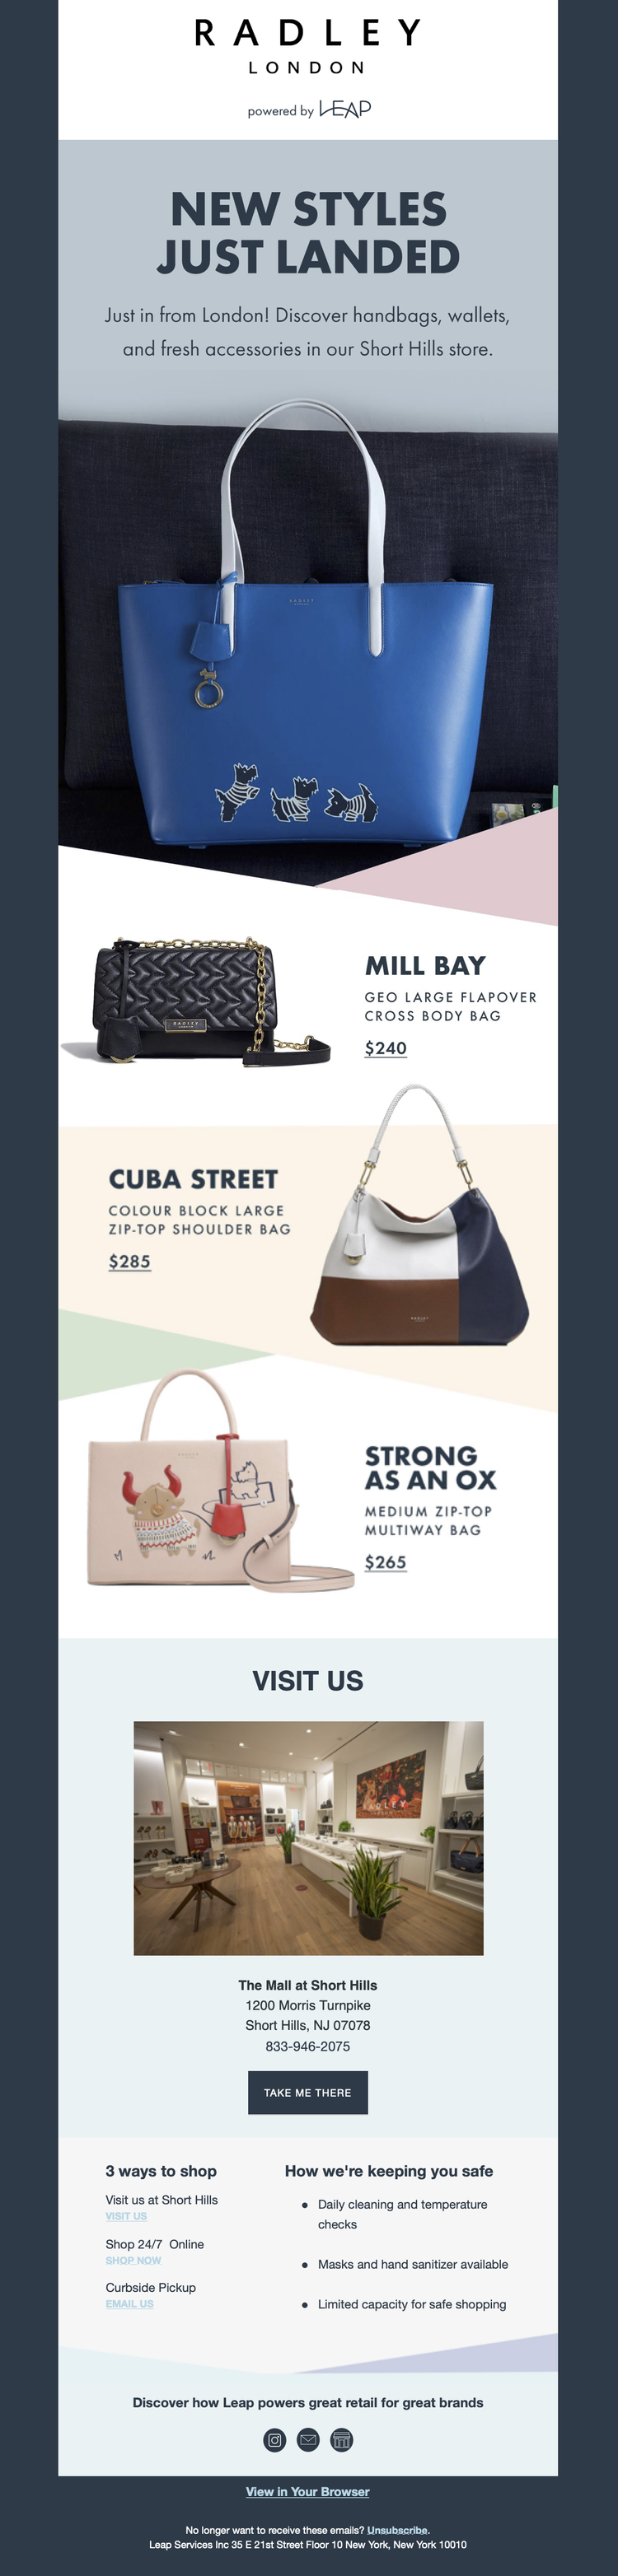 RADLEY
LONDON
powered by LEAP
NEW STYLES
JUST LANDED
Just in from London! Discover handbags, wallets,
and fresh accessories in our Short Hills store.
RADLEY
MILL BAY
GEO LARGE FLAPOVER
CROSS BODY BAG
$240
RADLEY
CUBA STREET
COLOUR BLOCK LARGE
ZIP-TOP SHOULDER BAG
$285
RADLEY
STRONG
AS AN OX
MEDIUM ZIP-TOP
MULTIWAY BAG
$265
RADLEY
VISIT US
The Mall at Short Hills
1200 Morris Turnpike
Short Hills, NJ 07078
833-946-2075
TAKE ME THERE
3 ways to shop
Visit us at Short Hills
VISIT US
Shop 24/7 Online
SHOP NOW
Curbside Pickup
EMAIL US
How we're keeping you safe
Daily cleaning and temperature
checks
Masks and hand sanitizer available
Limited capacity for safe shopping
Discover how Leap powers great retail for great brands
View in Your Browser
No longer want to receive these emails? Unsubscribe.
Leap Services Inc 35 E 21st Street Floor 10 New York, New York 10010